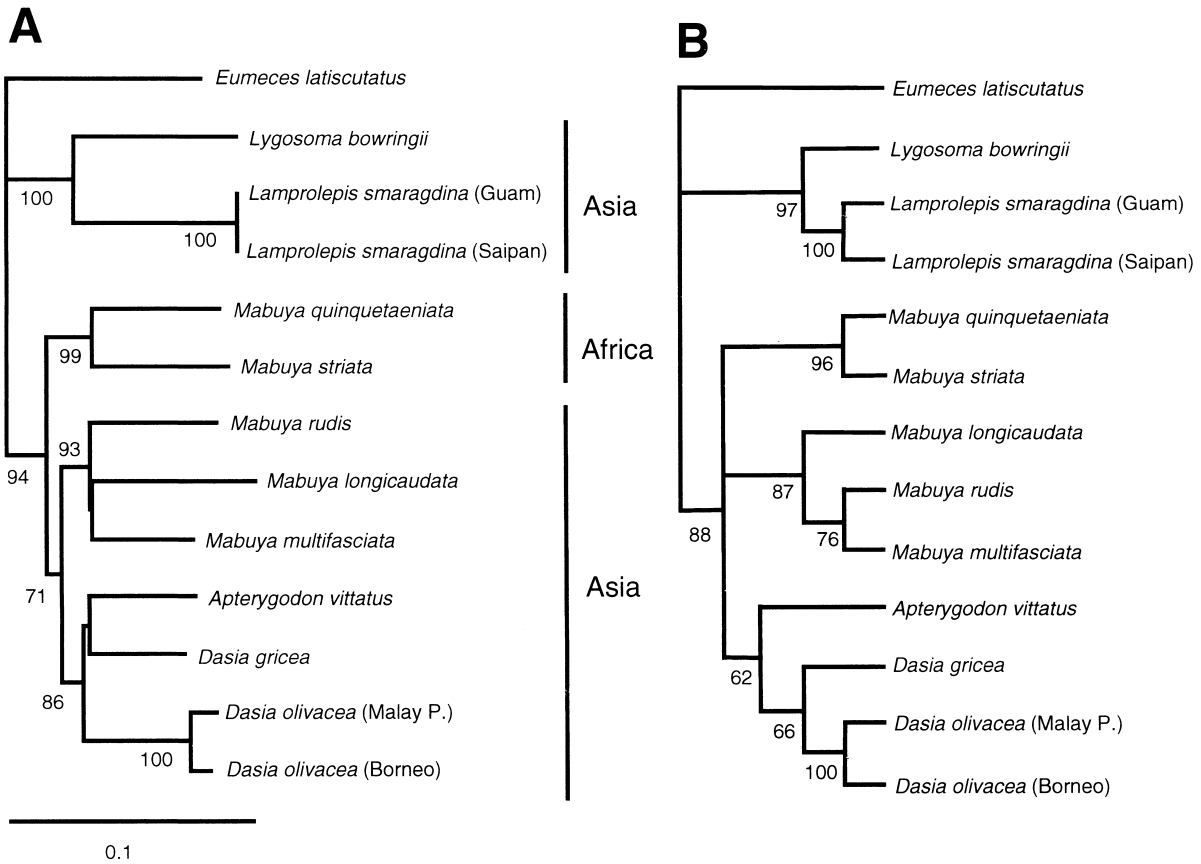 A
Eumeces latiscutatus
Lygosoma bowringii
Lamprolepis smaragdina (Guam)
100
100
Lamprolepis smaragdina (Saipan)
Asia
Mabuya quinquetaeniata
99
Mabuya striata
Africa
Mabuya rudis
93
94
Mabuya longicaudata
Mabuya multifasciata
71
Apterygodon vittatus
Dasia gricea
86
Dasia olivacea (Malay P.)
100
Dasia olivacea (Borneo)
Asia
0.1
B
Eumeces latiscutatus
Lygosoma bowringii
97
Lamprolepis smaragdina (Guam)
100
Lamprolepis smaragdina (Saipan)
Mabuya quinquetaeniata
96
Mabuya striata
Mabuya longicaudata
87
Mabuya rudis
76
Mabuya multifasciata
88
Apterygodon vittatus
62
Dasia gricea
66
Dasia olivacea (Malay P.)
100
Dasia olivacea (Borneo)